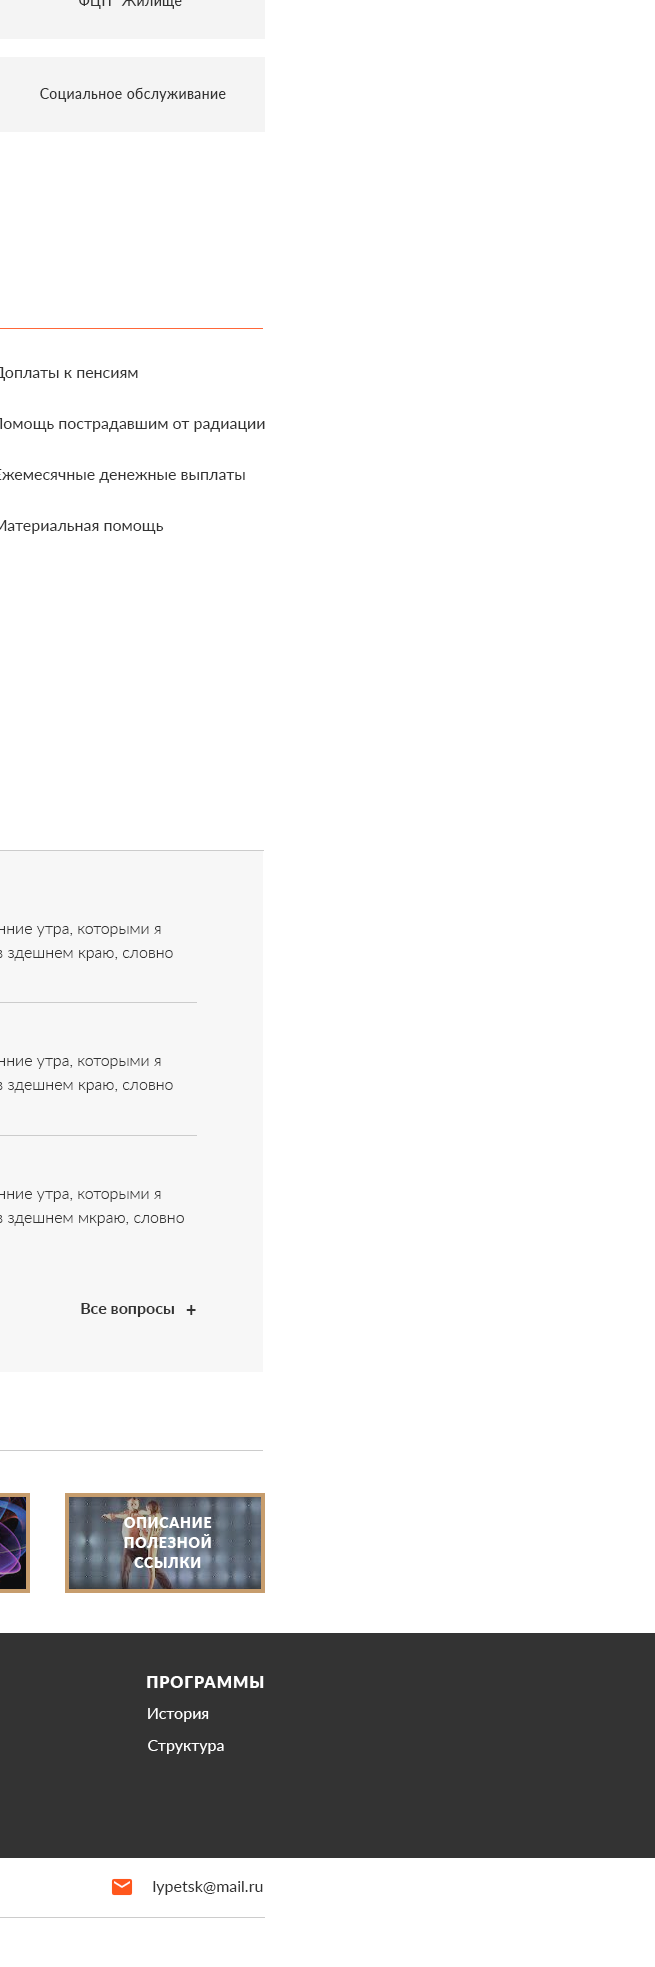 ФЦП "Жилище"
Социальное обслуживание
Доплаты к пенсиям
Помощь пострадавшим от радиации
Ежемесячные денежные выплаты
Материальная помощь
нние утра, которыми я
в здешнем краю, словно
нние утра, которыми я
в здешнем краю, словно
нние утра, которыми я
в здешнем мкраю, словно
Все вопросы +
ОПИСАНИЕ
ПОЛЕЗНОЙ
ССЫЛКИ
ПРОГРАММЫ
История
Структура
lypetsk@mail.ru